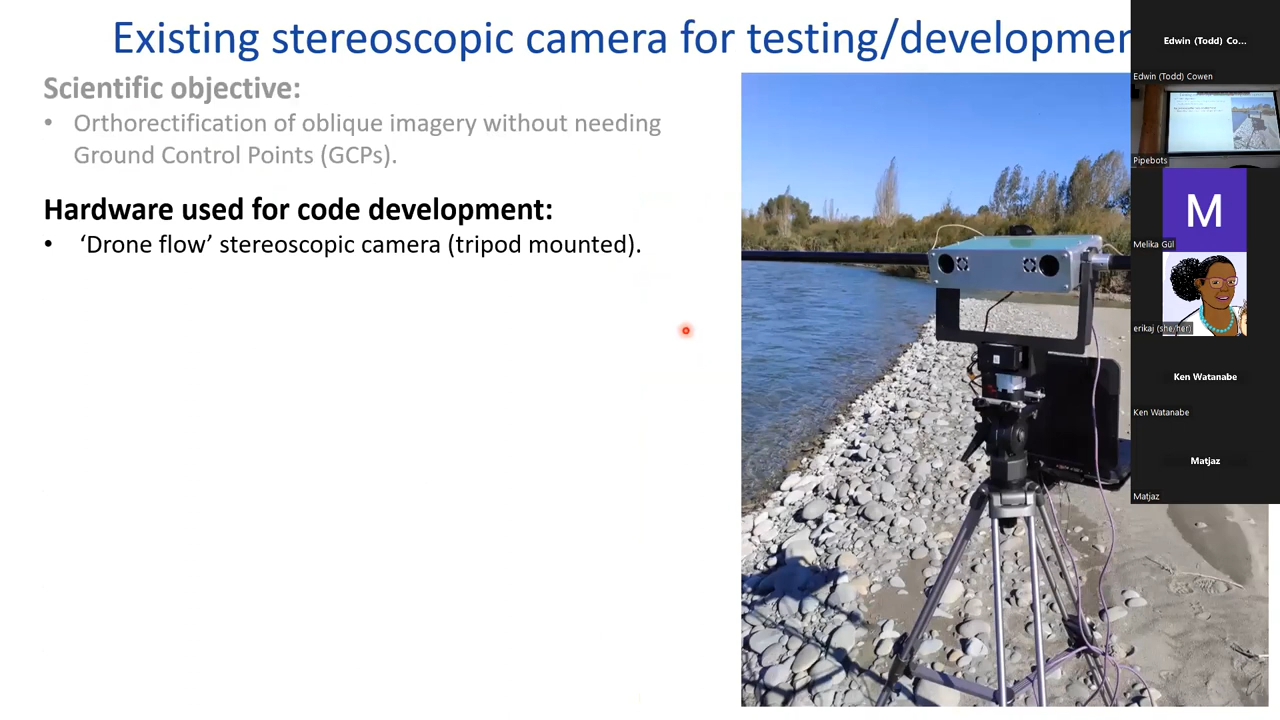 Existing stereoscopic camera for testing/developmen
Scientific objective:
• Orthorectification of oblique imagery without needing
Ground Control Points (GCPs).
Hardware used for code development:
• ‘Drone flow’ stereoscopic camera (tripod mounted).
Edwin (Todd) Co...
Edwin (Todd) Cowen
Pipebots
M
Melika Gül
erikaj (she/her)
Ken Watanabe
Ken Watanabe
Matjaz
Matjaz